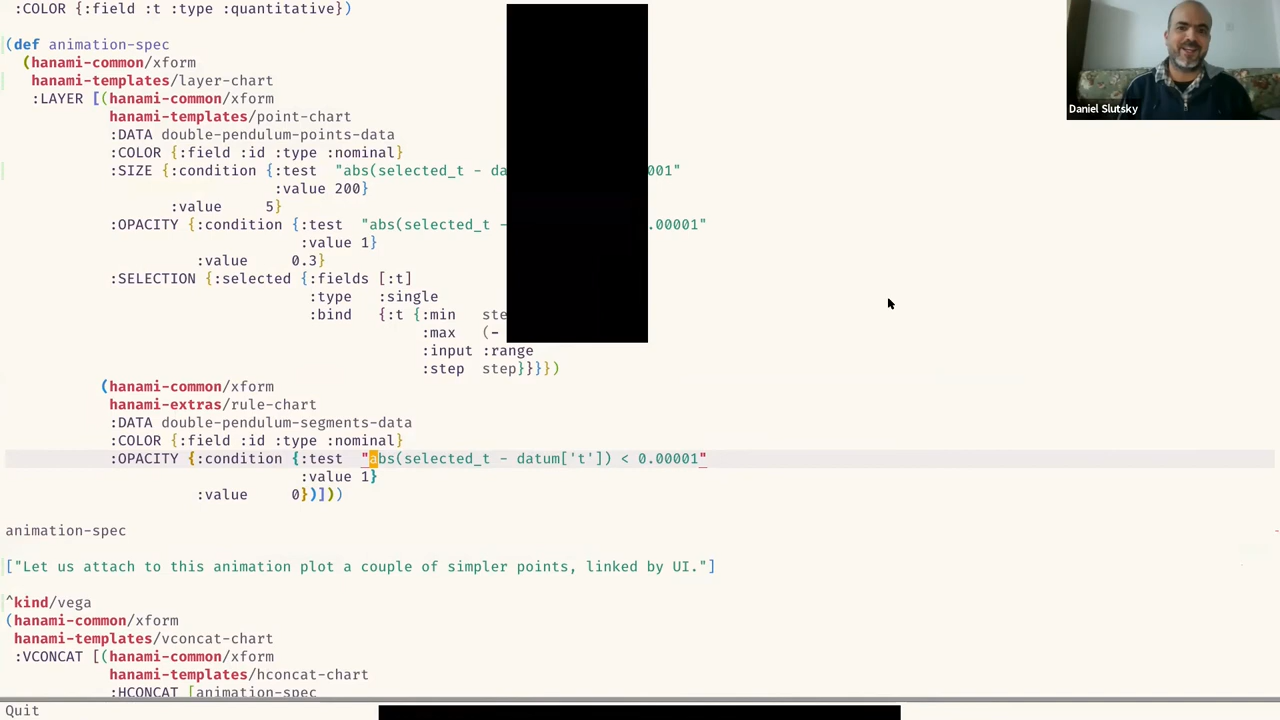 :COLOR {:field :t :type :quantitative})
(def animation-spec
(hanami-common/xform
hanami-templates/layer-chart
:LAYER [(hanami-common/xform
hanami-templates/point-chart
:DATA double-pendulum-points-data
:COLOR {:field :id :type :nominal}
:SIZE {:condition {:test "abs(selected_t - da 001"
:value 200}
:value 5}
:OPACITY {:condition {:test "abs(selected_t - .00001"
:value 1}
:value 0.3}
:SELECTION {:selected {:fields [:t]
:type :single
:bind {:t {:min ste
:max (-
:input :range
:step step}}}})
(hanami-common/xform
hanami-extras/rule-chart
:DATA double-pendulum-segments-data
:COLOR {:field :id :type :nominal}
:OPACITY {:condition {:test "abs(selected_t - datum['t']) < 0.00001"
:value 1}
:value 0})]))
animation-spec
["Let us attach to this animation plot a couple of simpler points, linked by UI."]
^kind/vega
(hanami-common/xform
hanami-templates/vconcat-chart
:VCONCAT [(hanami-common/xform
hanami-templates/hconcat-chart
:HCONCAT [animation-spec
Quit
Daniel Slutsky